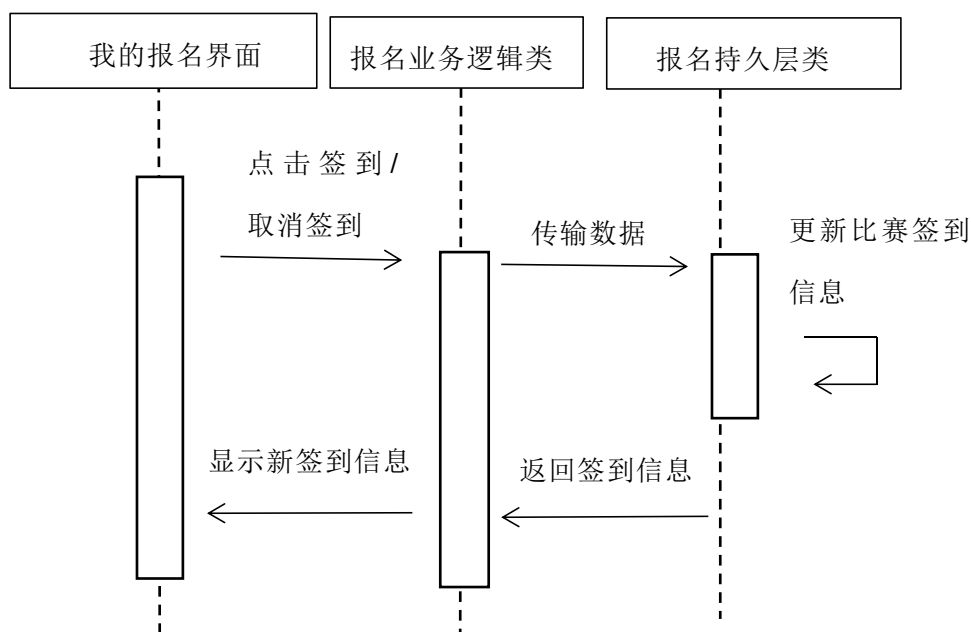 我的报名界面
报名业务逻辑类
报名持久层类
点击签到/
取消签到
传输数据
更新比赛签到
信息
显示新签到信息
返回签到信息